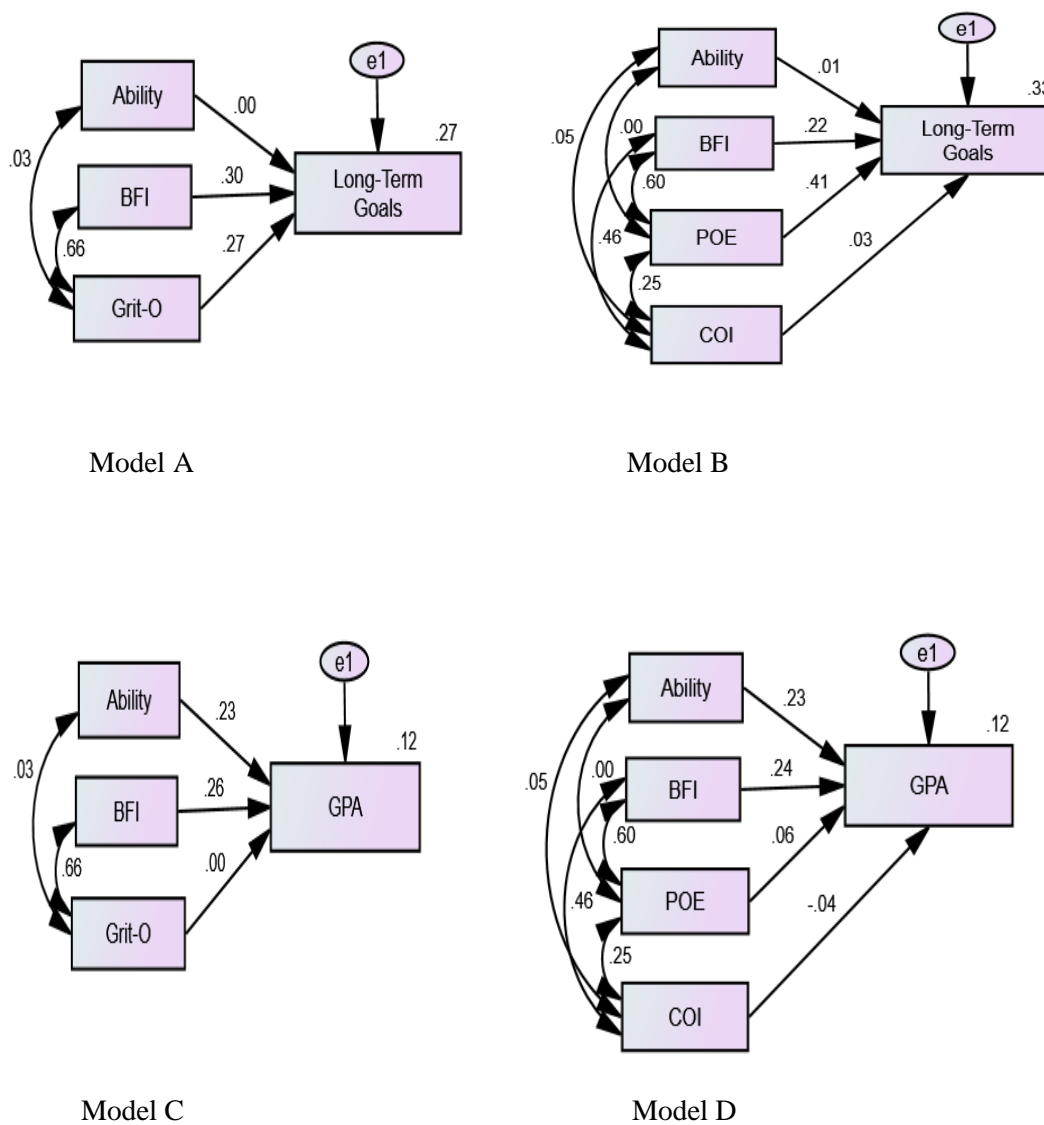 e1
Ability
.00
.27
.03
BFI
.30
Long-Term
Goals
.66
.27
Grit-O
Model A
e1
Ability
.01
.33
.05
.00
BFI
.22
Long-Term
Goals
.60
.41
.46
POE
.03
.25
COI
Model B
e1
Ability
.23
.12
.03
BFI
.26
GPA
.66
.00
Grit-O
Model C
e1
Ability
.23
.12
.05
.00
BFI
.24
GPA
.60
.06
.46
POE
-.04
.25
COI
Model D